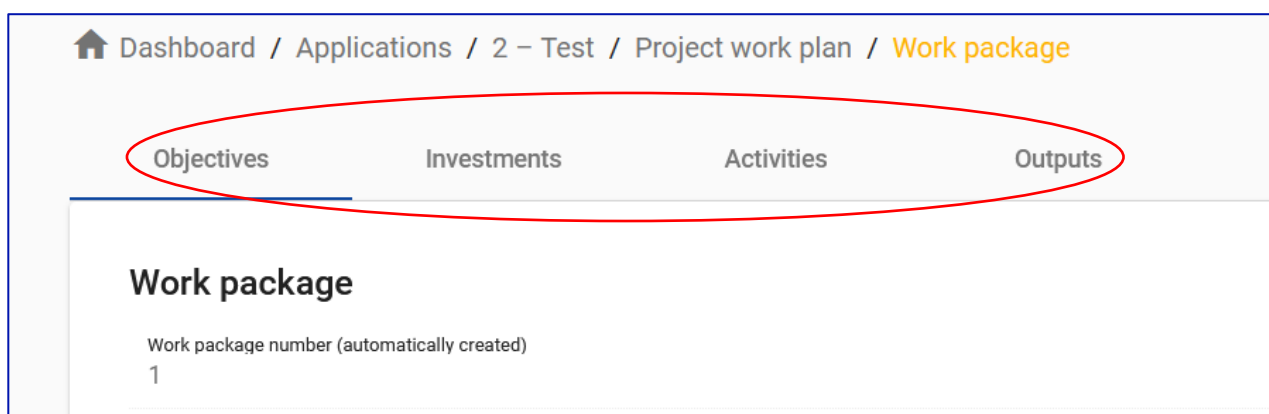 Dashboard / Applications / 2 – Test / Project work plan / Work package
Objectives Investments Activities Outputs
Work package
Work package number (automatically created)
1